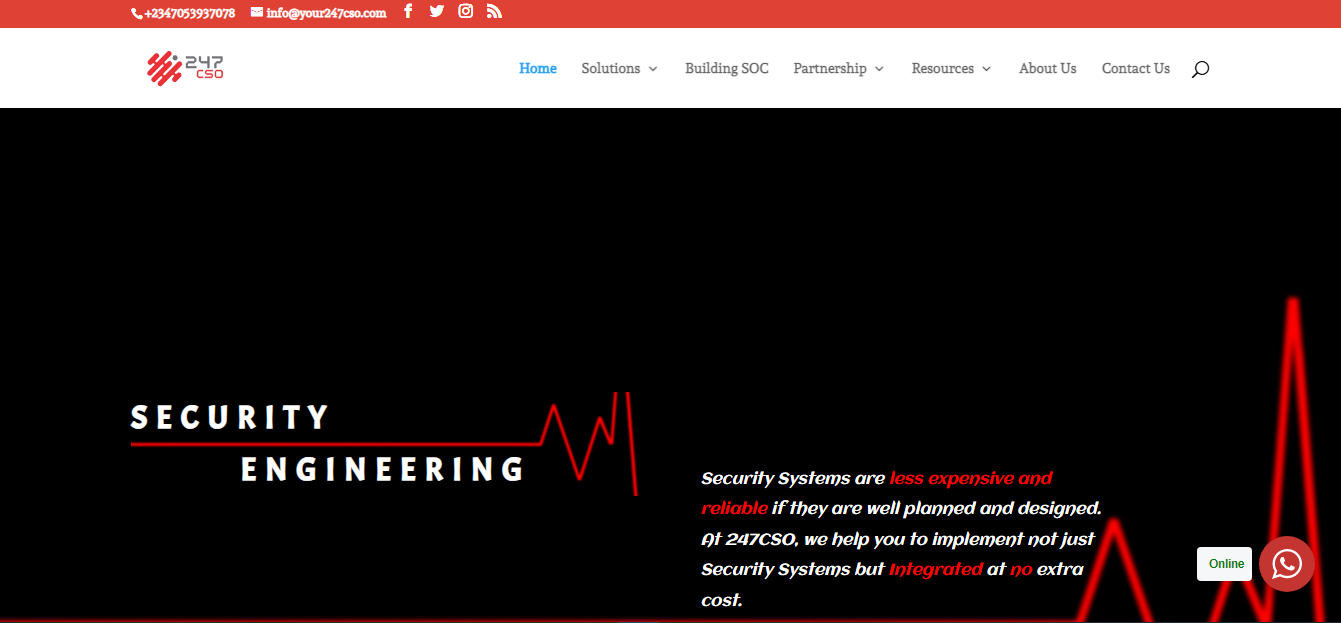 +2347053937078 info@your247cso.com
247
CSO
Home Solutions Building SOC Partnership Resources About Us Contact Us
SECURITY
ENGINEERING
Security Systems are less expensive and
reliable if they are well planned and designed.
At 247CSO, we help you to implement not just
Security Systems but Integrated at no extra
cost.
Online